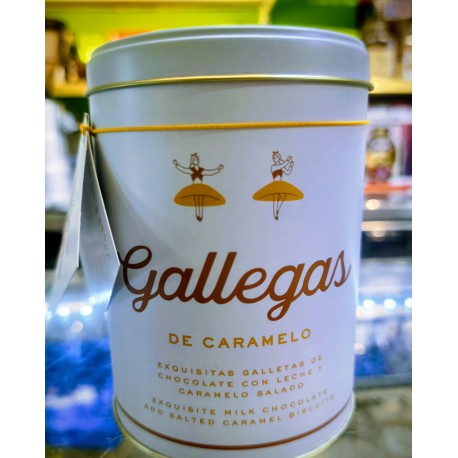 Gallegas
DE CARAMELO
EXQUISITAS GALLETAS DE
CHOCOLATE CON LECHE Y
CARAMELO SALADO
EXQUISITE MILK CHOCOLATE
AND SALTED CARAMEL BISCUITS